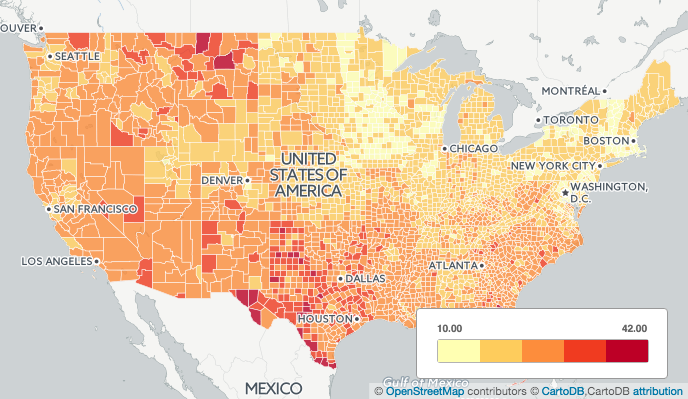 OUVER
SEATTLE
MONTRÉAL
TORONTO
BOSTON
CHICAGO
NEW YORK CITY
UNITED
STATES OF
AMERICA
DENVER
WASHINGTON,
D.C.
SAN FRANCISCO
LOS ANGELES
ATLANTA
DALLAS
HOUSTON
10.00 42.00
MEXICO
Gulf of Mexico
© OpenStreetMap contributors © CartoDB,CartoDB attribution